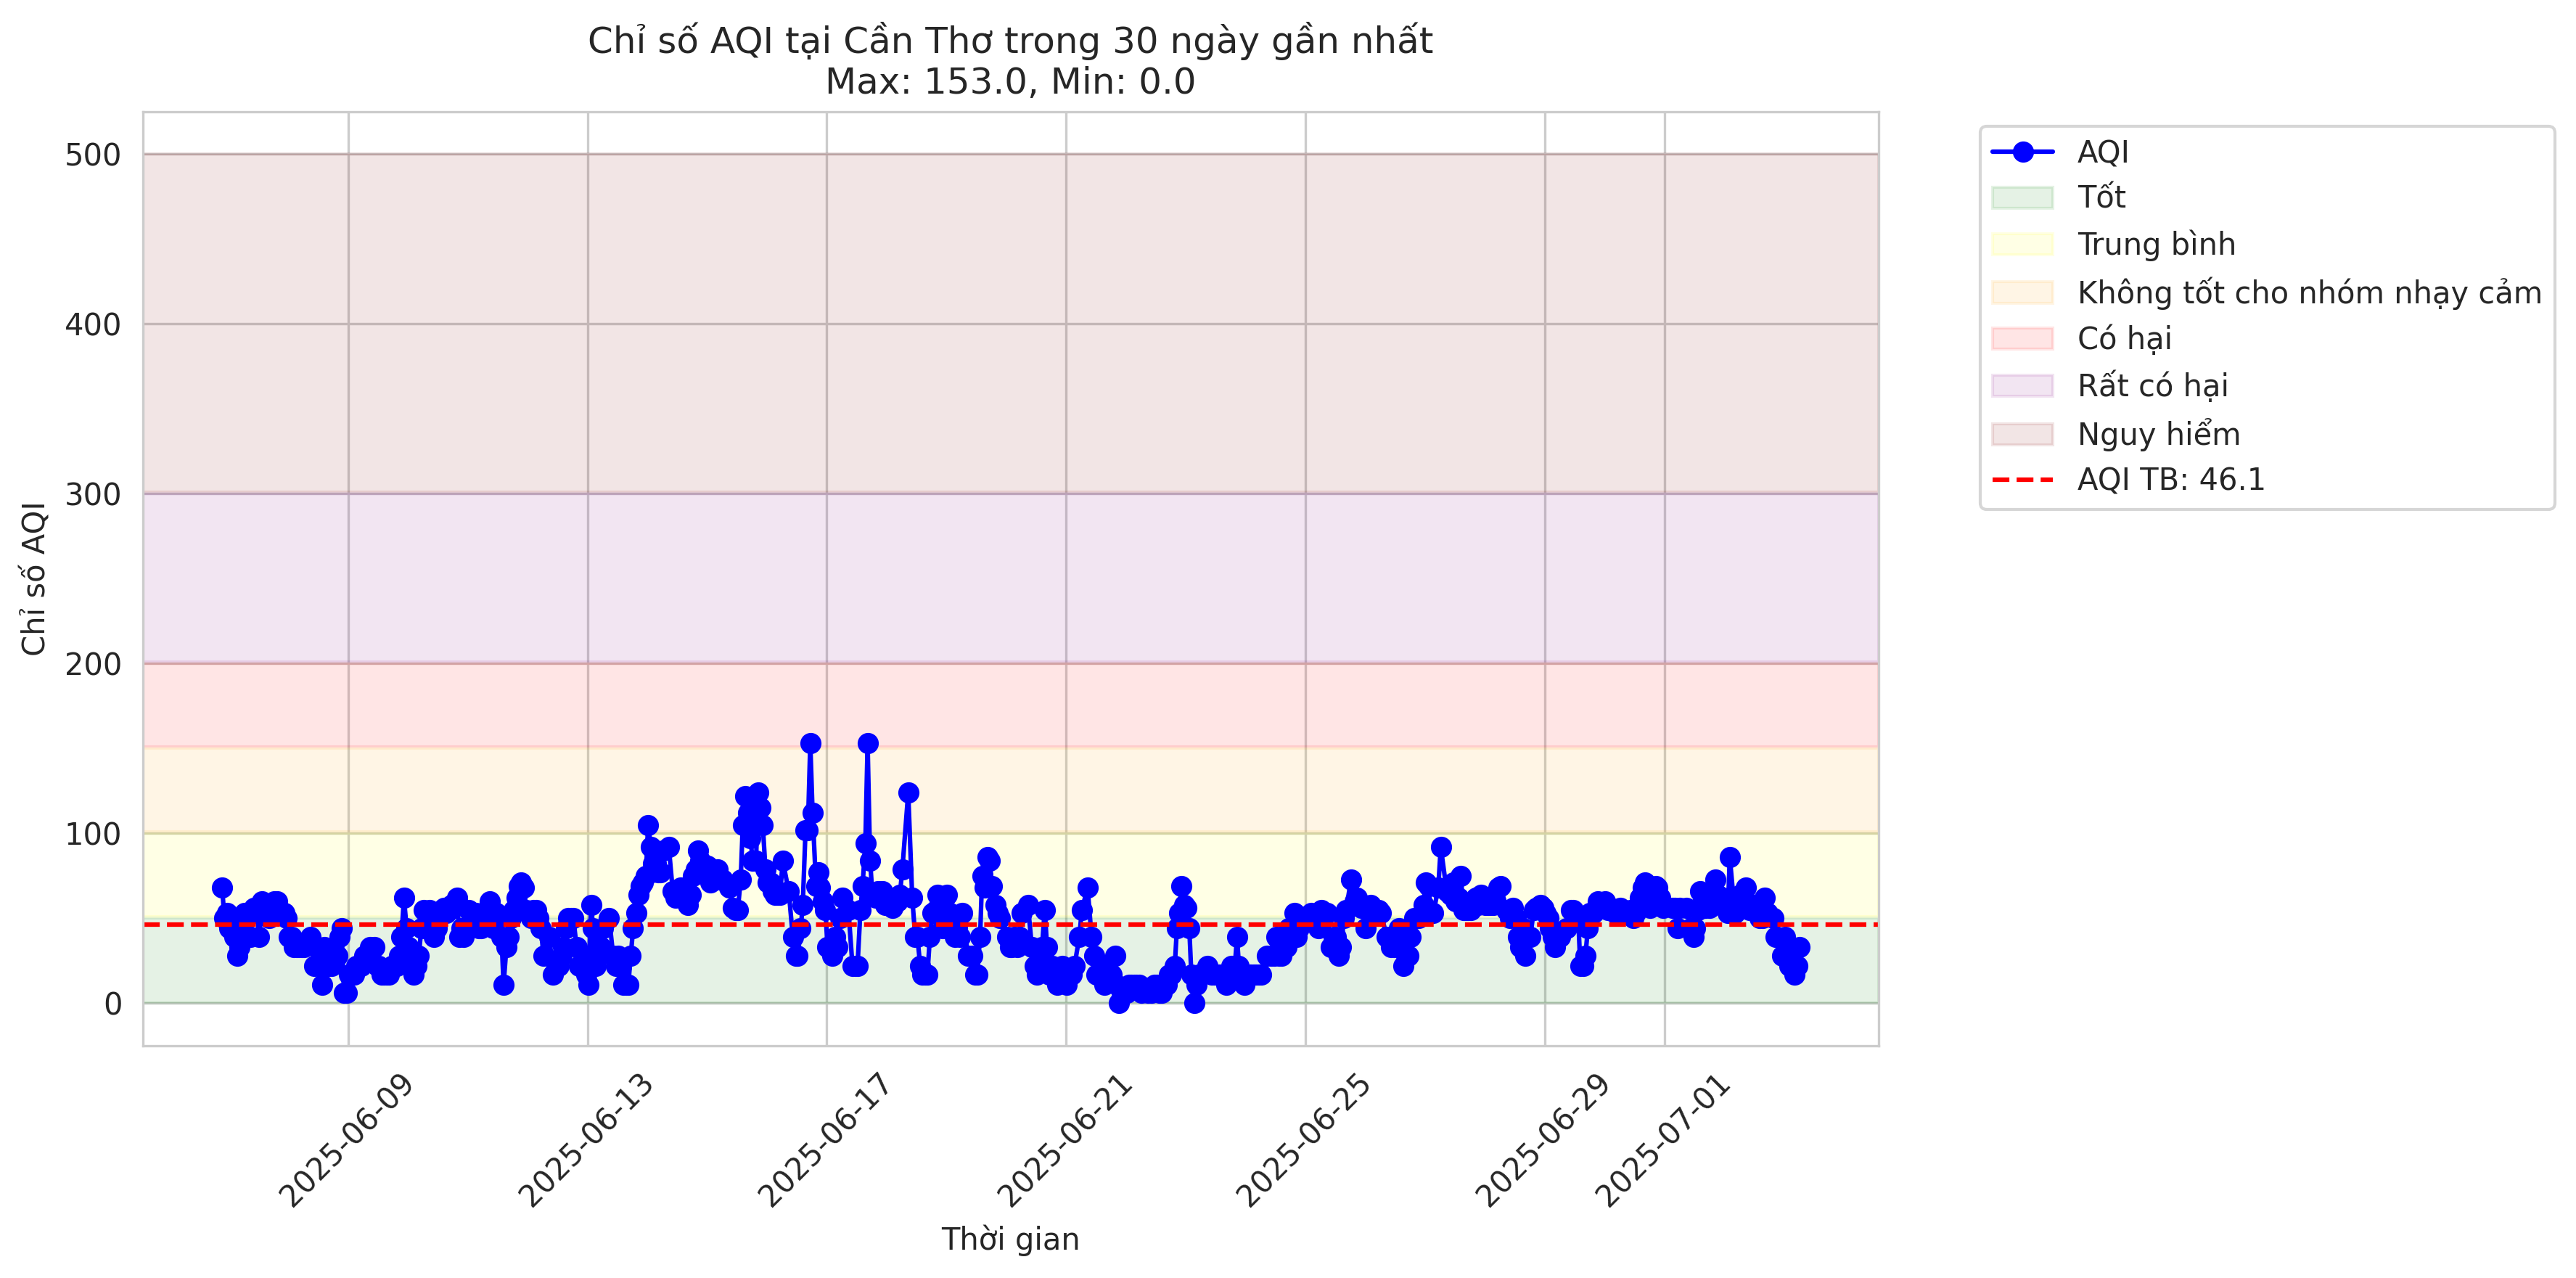 Chỉ số AQI tại Cần Thơ trong 30 ngày gần nhất
Max: 153.0, Min: 0.0
Chỉ số AQI
500
400
300
200
100
0
2025-06-09
2025-06-13
2025-06-17
2025-06-21
2025-06-25
2025-06-29
2025-07-01
Thời gian
AQI
Tốt
Trung bình
Không tốt cho nhóm nhạy cảm
Có hại
Rất có hại
Nguy hiểm
AQI TB: 46.1